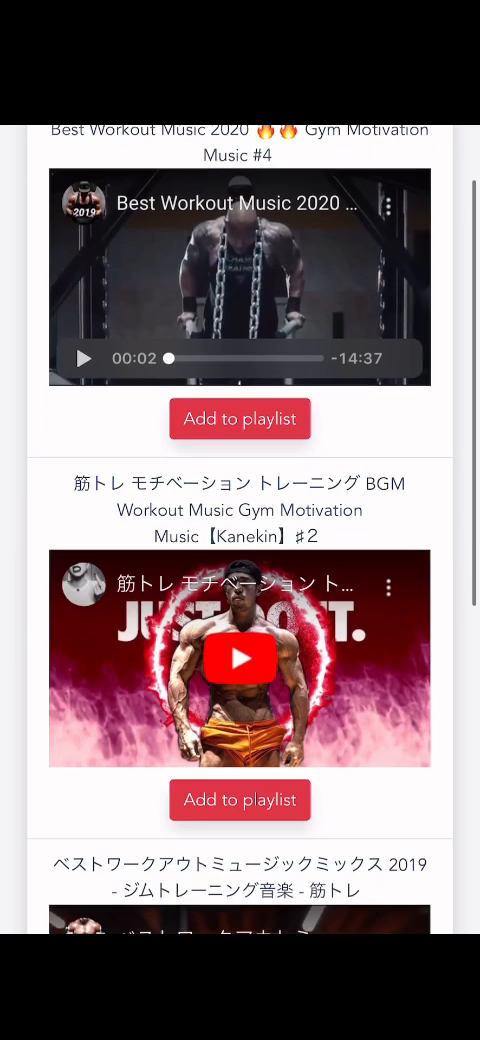 Best Workout Music 2020 🔥🔥 Gym Motivation
Music #4
2019
Best Workout Music 2020 ...
00:02
-14:37
Add to playlist
筋トレ モチベーション トレーニング BGM
Workout Music Gym Motivation
Music【Kanekin】♯2
筋トレ モチベーション ト...
JUST DO IT.
Add to playlist
ベストワークアウトミュージックミックス 2019
- ジムトレーニング音楽 - 筋トレ